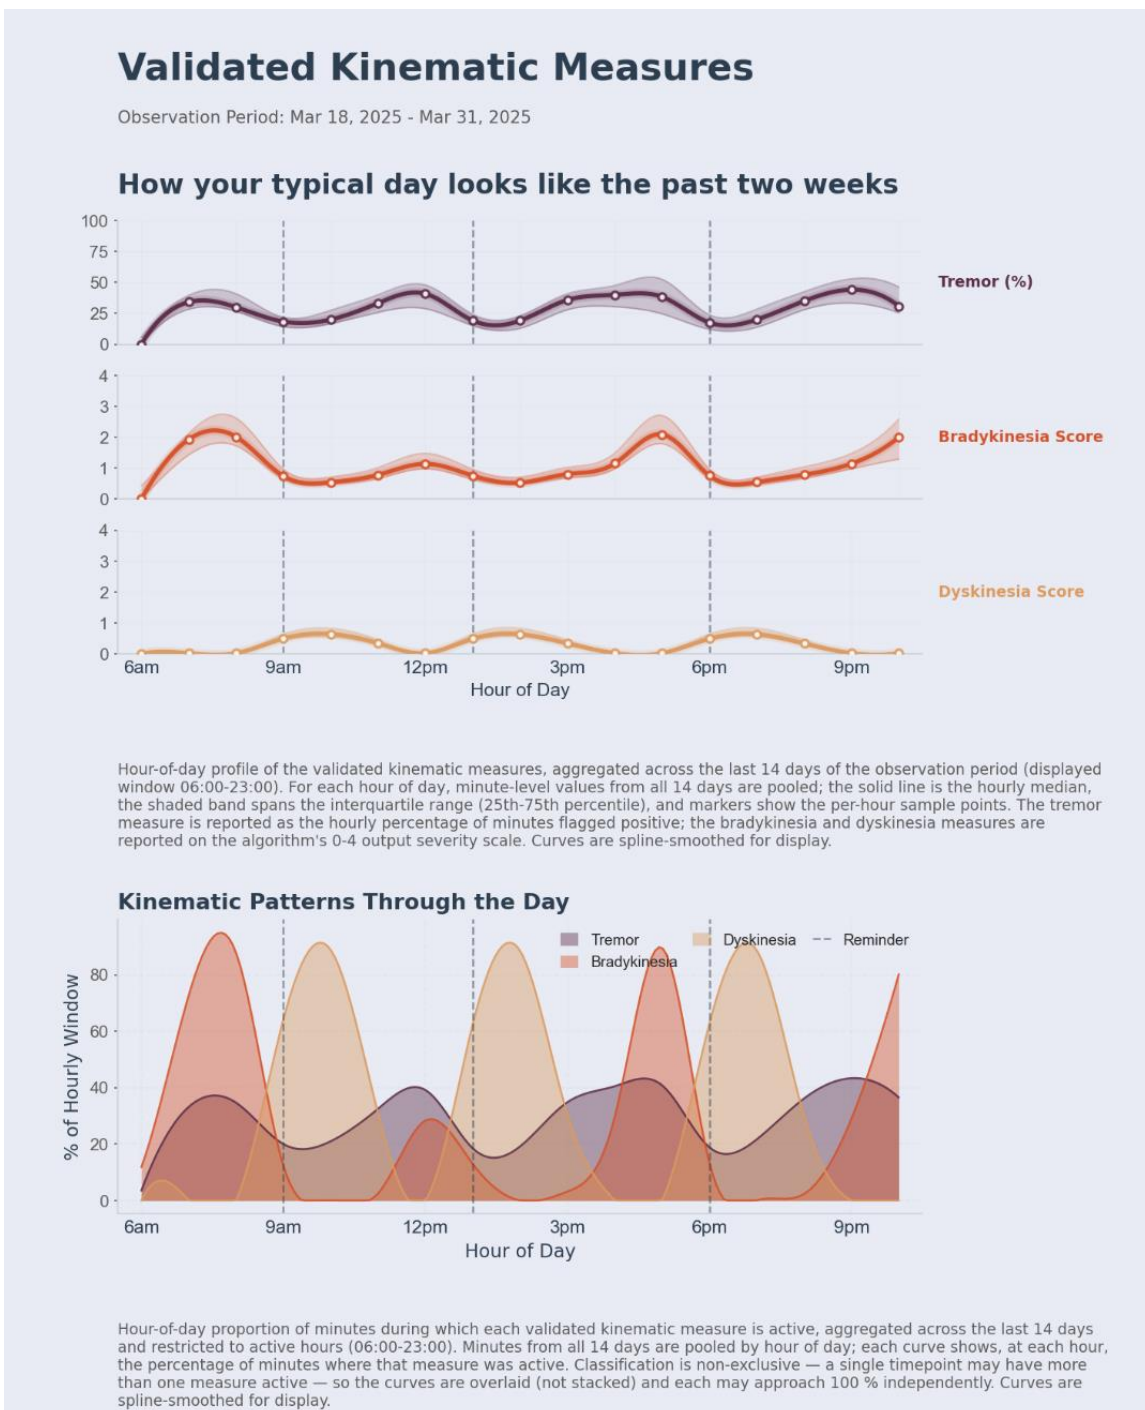 Validated Kinematic Measures
Observation Period: Mar 18, 2025 - Mar 31, 2025
How your typical day looks like the past two weeks
100
75
50
25
0
Tremor (%)
4
3
2
1
0
Bradykinesia Score
4
3
2
1
0
Dyskinesia Score
6am 9am 12pm 3pm 6pm 9pm
Hour of Day
Hour-of-day profile of the validated kinematic measures, aggregated across the last 14 days of the observation period (displayed
window 06:00-23:00). For each hour of day, minute-level values from all 14 days are pooled; the solid line is the hourly median,
the shaded band spans the interquartile range (25th-75th percentile), and markers show the per-hour sample points. The tremor
measure is reported as the hourly percentage of minutes flagged positive; the bradykinesia and dyskinesia measures are
reported on the algorithm's 0-4 output severity scale. Curves are spline-smoothed for display.
Kinematic Patterns Through the Day
Tremor Dyskinesia Reminder
Bradykinesia
% of Hourly Window
80
60
40
20
0
6am 9am 12pm 3pm 6pm 9pm
Hour of Day
Hour-of-day proportion of minutes during which each validated kinematic measure is active, aggregated across the last 14 days
and restricted to active hours (06:00-23:00). Minutes from all 14 days are pooled by hour of day; each curve shows, at each hour,
the percentage of minutes where that measure was active. Classification is non-exclusive — a single timepoint may have more
than one measure active — so the curves are overlaid (not stacked) and each may approach 100 % independently. Curves are
spline-smoothed for display.